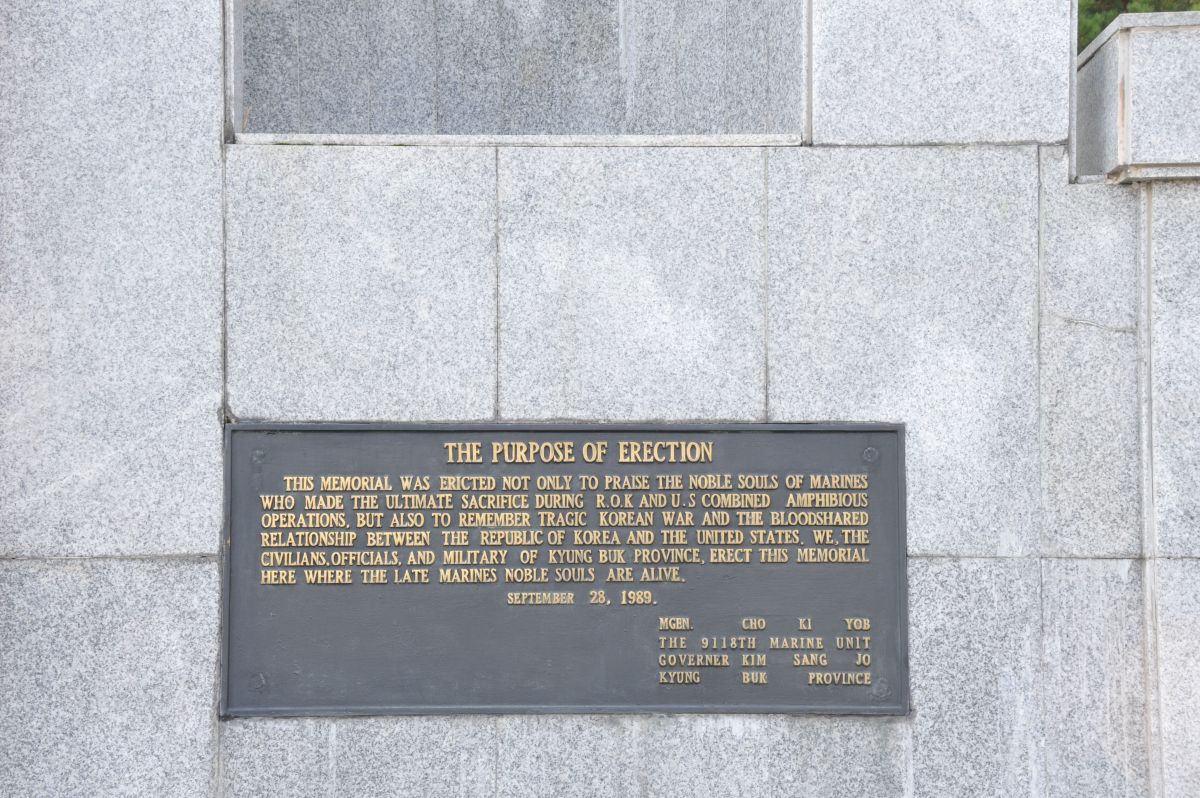 THE PURPOSE OF ERECTION
THIS MEMORIAL WAS ERICTED NOT ONLY TO PRAISE THE NOBLE SOULS OF MARINES
WHO MADE THE ULTIMATE SACRIFICE DURING R.O.K AND U.S COMBINED AMPHIBIOUS
OPERATIONS, BUT ALSO TO REMEMBER TRAGIC KOREAN WAR AND THE BLOODSHARED
RELATIONSHIP BETWEEN THE REPUBLIC OF KOREA AND THE UNITED STATES. WE, THE
CIVILIANS, OFFICIALS, AND MILITARY OF KYUNG BUK PROVINCE, ERECT THIS MEMORIAL
HERE WHERE THE LATE MARINES NOBLE SOULS ARE ALIVE.
SEPTEMBER 28, 1989.
MGEN. CHO KI YOB
THE 9118TH MARINE UNIT
GOVERNER KIM SANG JO
KYUNG BUK PROVINCE